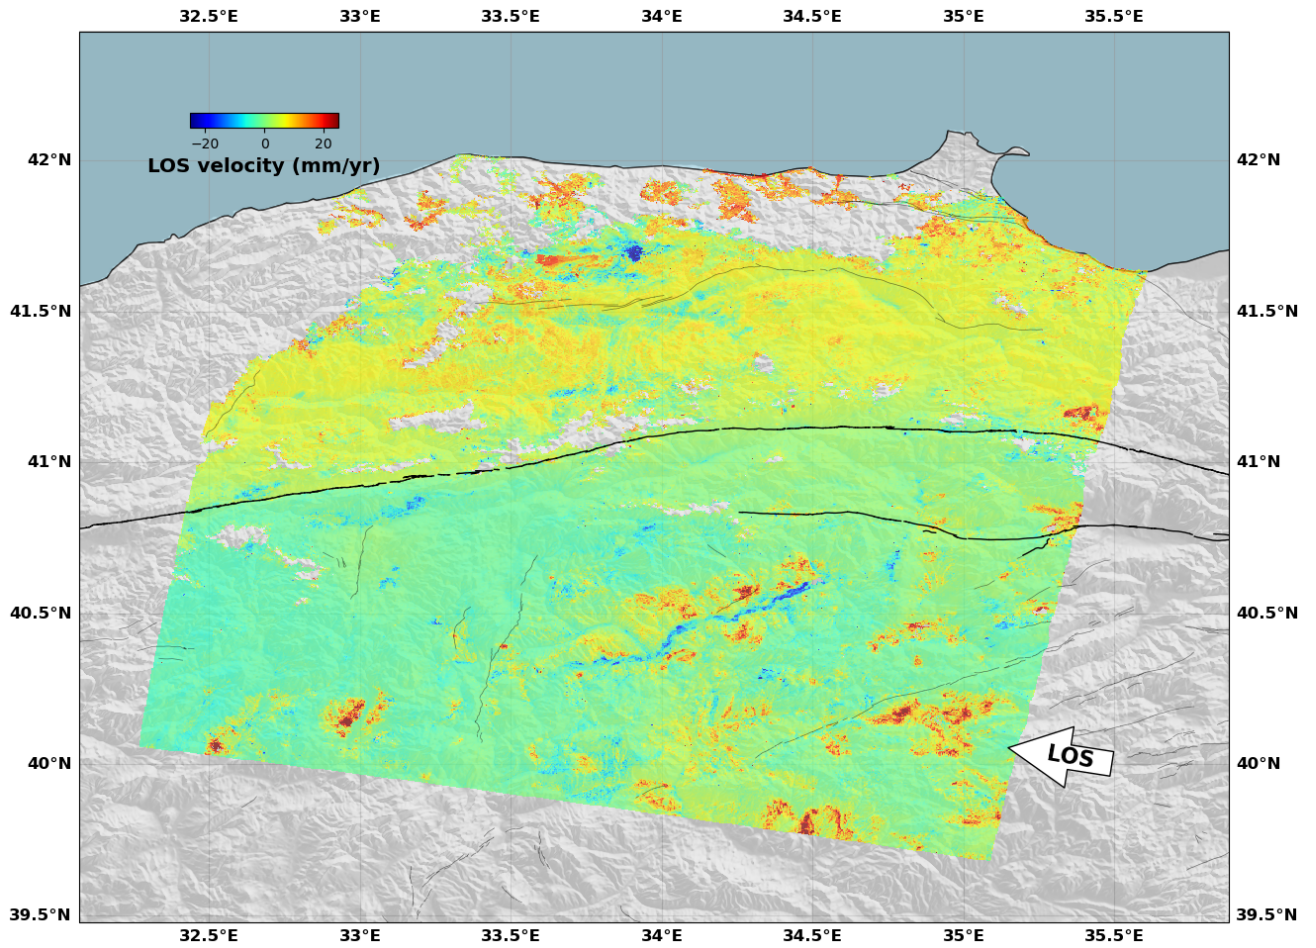 32.5°E 33°E 33.5°E 34°E 34.5°E 35°E 35.5°E
42°N 42°N
−20 0 20
LOS velocity (mm/yr)
41.5°N 41.5°N
41°N 41°N
40.5°N 40.5°N
LOS
40°N 40°N
39.5°N 39.5°N
32.5°E 33°E 33.5°E 34°E 34.5°E 35°E 35.5°E